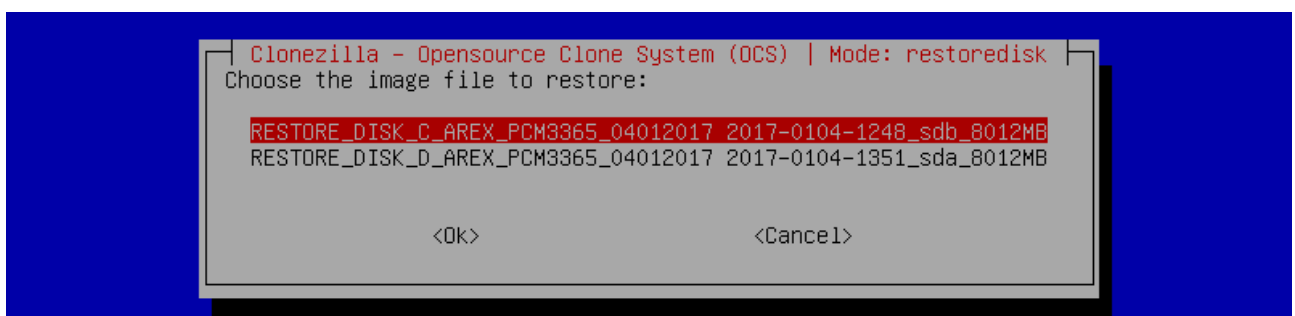 Clonezilla - Opensource Clone System (OCS) | Mode: restoredisk
Choose the image file to restore:
RESTORE_DISK_C_AREX_PCM3365_04012017 2017-0104-1248_sdb_8012MB
RESTORE_DISK_D_AREX_PCM3365_04012017 2017-0104-1351_sda_8012MB
<Ok> <Cancel>